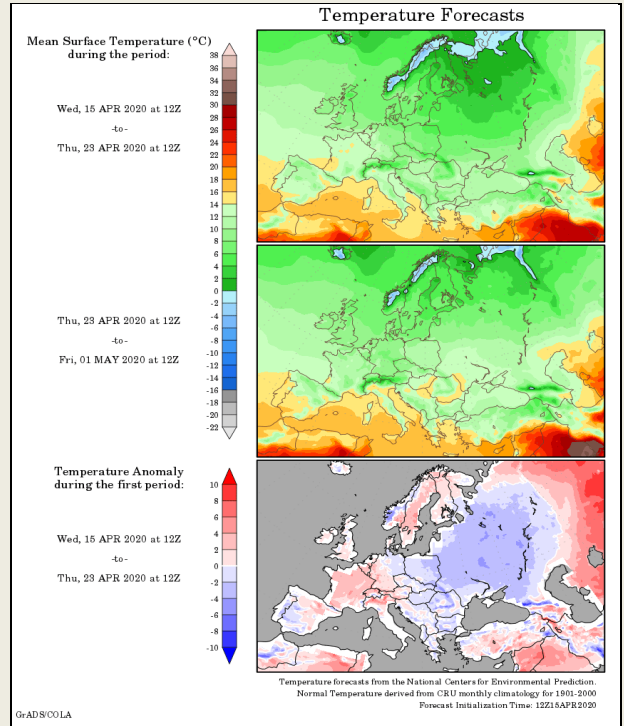 Temperature Forecasts
Mean Surface Temperature (°C)
during the period:
Wed, 15 APR 2020 at 12Z
-to-
Thu, 23 APR 2020 at 12Z
38
36
34
32
30
28
26
24
22
20
18
16
14
12
10
8
6
4
2
0
-2
-4
-6
-8
-10
-12
-14
-16
-18
-20
-22
Thu, 23 APR 2020 at 12Z
-to-
Fri, 01 MAY 2020 at 12Z
Temperature Anomaly
during the first period:
Wed, 15 APR 2020 at 12Z
-to-
Thu, 23 APR 2020 at 12Z
10
8
6
4
2
0
-2
-4
-6
-8
-10
Temperature forecasts from the National Centers for Environmental Prediction.
Normal Temperature derived from CRU monthly climatology for 1901-2000
Forecast Initialization Time: 12Z15APR2020
GrADS/COLA